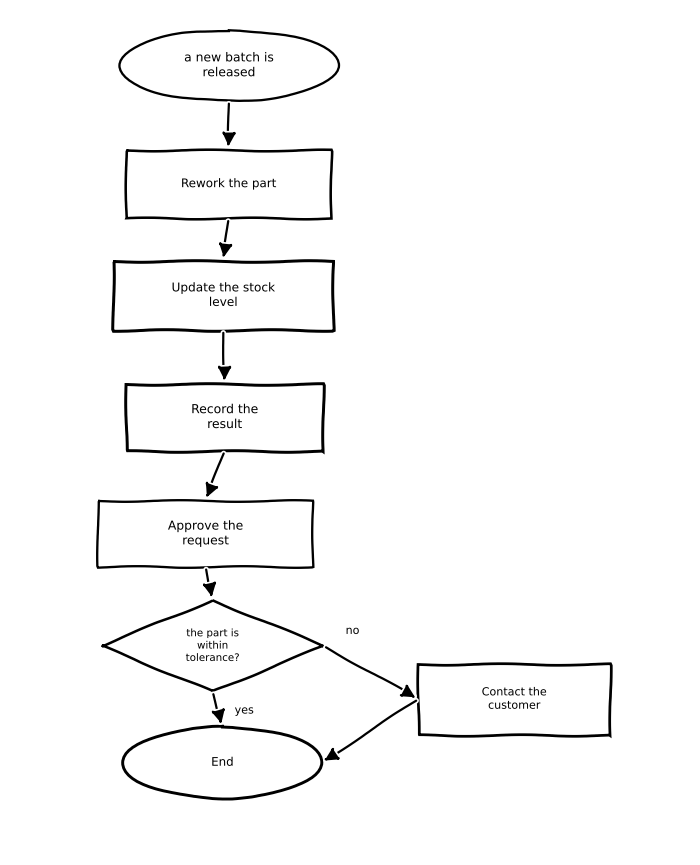 a new batch is
released
Rework the part
Update the stock
level
Record the
result
Approve the
request
the part is
within
tolerance?
no
Contact the
customer
yes
End